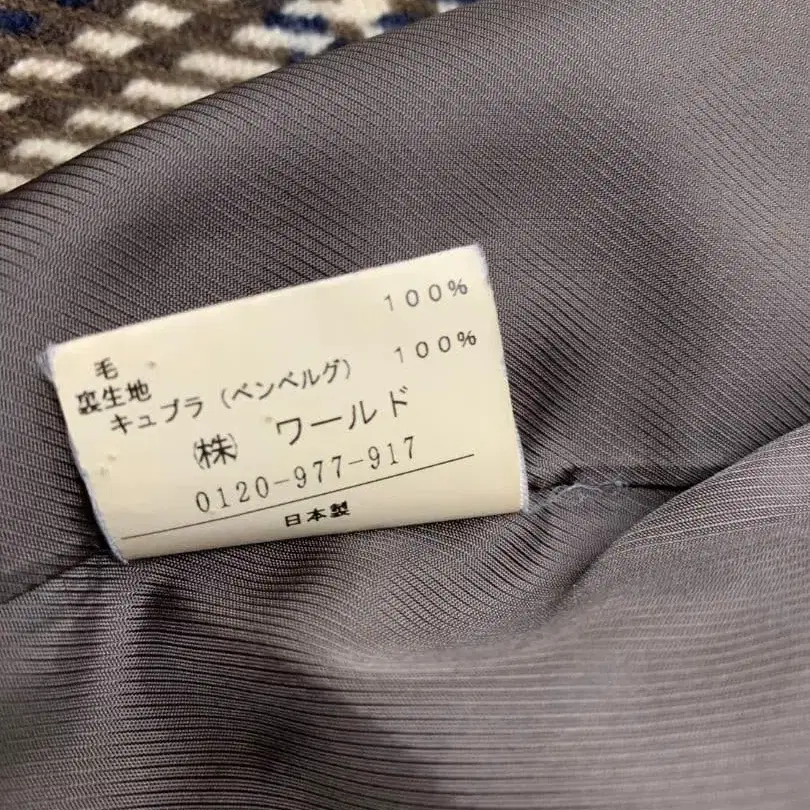 毛 100%
裏生地
キュプラ（ベンベルグ） 100%
㈱ ワールド
0120-977-917
日本製